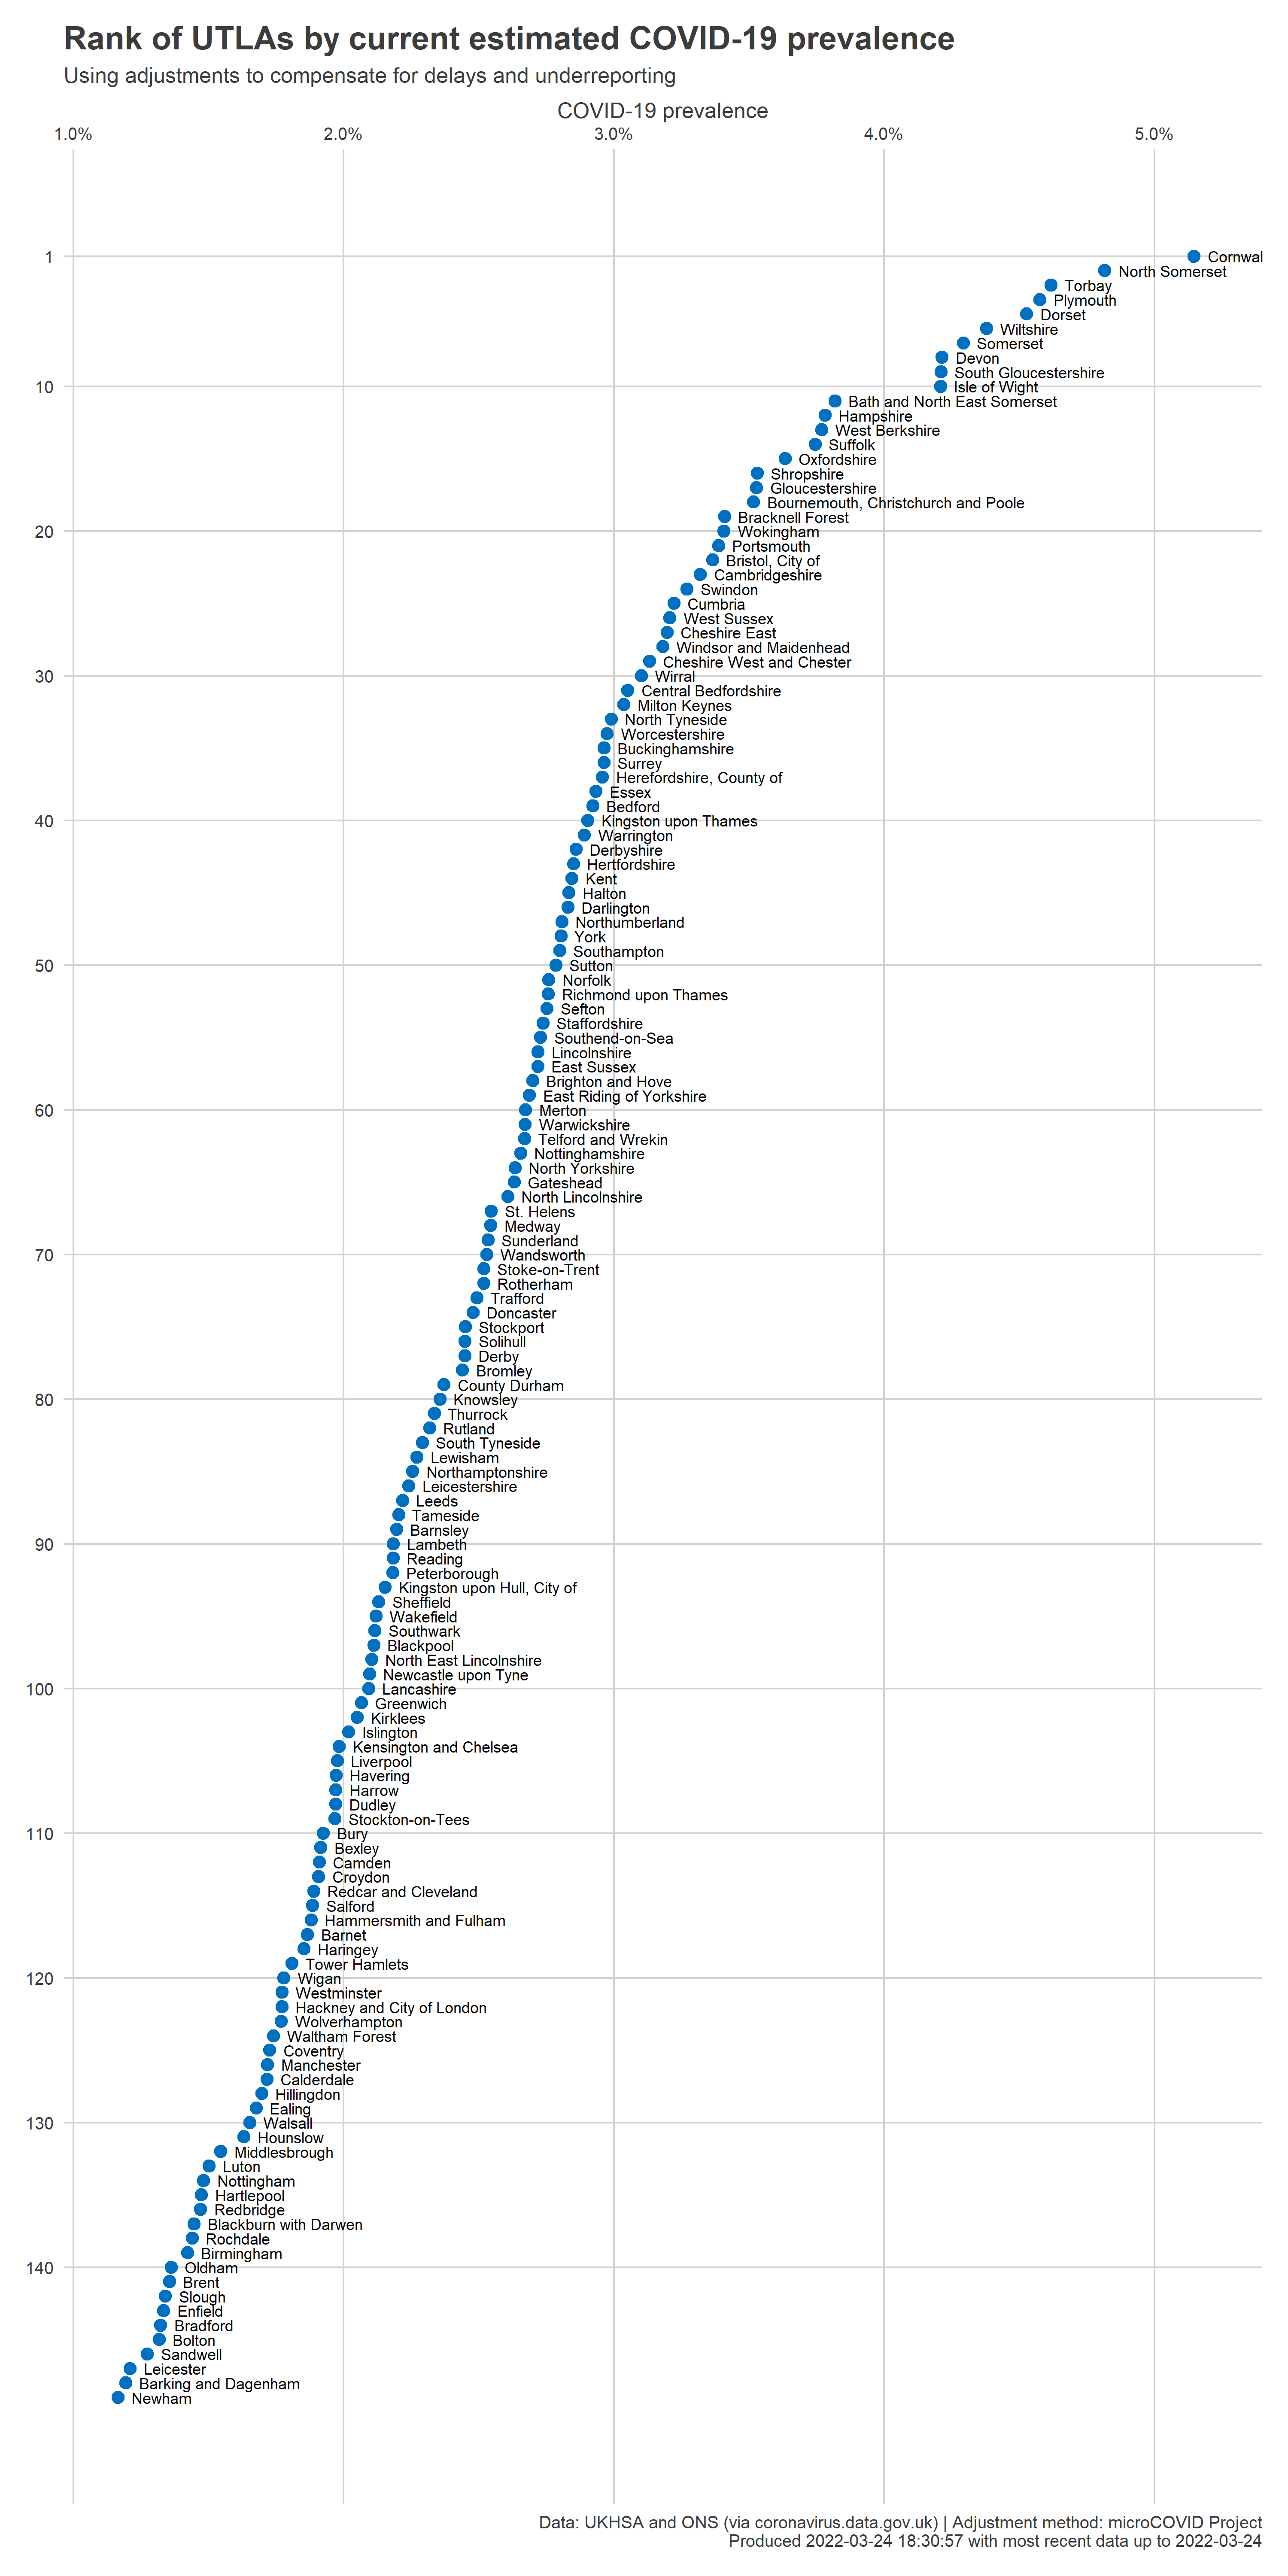 Rank of UTLAs by current estimated COVID-19 prevalence
Using adjustments to compensate for delays and underreporting
COVID-19 prevalence
1.0% 2.0% 3.0% 4.0% 5.0%
1 Cornwal
North Somerset
Torbay
Plymouth
Dorset
Wiltshire
Somerset
Devon
South Gloucestershire
10 Isle of Wight
Bath and North East Somerset
Hampshire
West Berkshire
Suffolk
Oxfordshire
Shropshire
Gloucestershire
Bournemouth, Christchurch and Poole
Bracknell Forest
20 Wokingham
Portsmouth
Bristol, City of
Cambridgeshire
Swindon
Cumbria
West Sussex
Cheshire East
Windsor and Maidenhead
Cheshire West and Chester
30 Wirral
Central Bedfordshire
Milton Keynes
North Tyneside
Worcestershire
Buckinghamshire
Surrey
Herefordshire, County of
Essex
Bedford
40 Kingston upon Thames
Warrington
Derbyshire
Hertfordshire
Kent
Halton
Darlington
Northumberland
York
Southampton
50 Sutton
Norfolk
Richmond upon Thames
Sefton
Staffordshire
Southend-on-Sea
Lincolnshire
East Sussex
Brighton and Hove
East Riding of Yorkshire
60 Merton
Warwickshire
Telford and Wrekin
Nottinghamshire
North Yorkshire
Gateshead
North Lincolnshire
St. Helens
Medway
Sunderland
70 Wandsworth
Stoke-on-Trent
Rotherham
Trafford
Doncaster
Stockport
Solihull
Derby
Bromley
County Durham
80 Knowsley
Thurrock
Rutland
South Tyneside
Lewisham
Northamptonshire
Leicestershire
Leeds
Tameside
Barnsley
90 Lambeth
Reading
Peterborough
Kingston upon Hull, City of
Sheffield
Wakefield
Southwark
Blackpool
North East Lincolnshire
Newcastle upon Tyne
100 Lancashire
Greenwich
Kirklees
Islington
Kensington and Chelsea
Liverpool
Havering
Harrow
Dudley
Stockton-on-Tees
110 Bury
Bexley
Camden
Croydon
Redcar and Cleveland
Salford
Hammersmith and Fulham
Barnet
Haringey
Tower Hamlets
120 Wigan
Westminster
Hackney and City of London
Wolverhampton
Waltham Forest
Coventry
Manchester
Calderdale
Hillingdon
Ealing
130 Walsall
Hounslow
Middlesbrough
Luton
Nottingham
Hartlepool
Redbridge
Blackburn with Darwen
Rochdale
Birmingham
140 Oldham
Brent
Slough
Enfield
Bradford
Bolton
Sandwell
Leicester
Barking and Dagenham
Newham
Data: UKHSA and ONS (via coronavirus.data.gov.uk) | Adjustment method: microCOVID Project
Produced 2022-03-24 18:30:57 with most recent data up to 2022-03-24